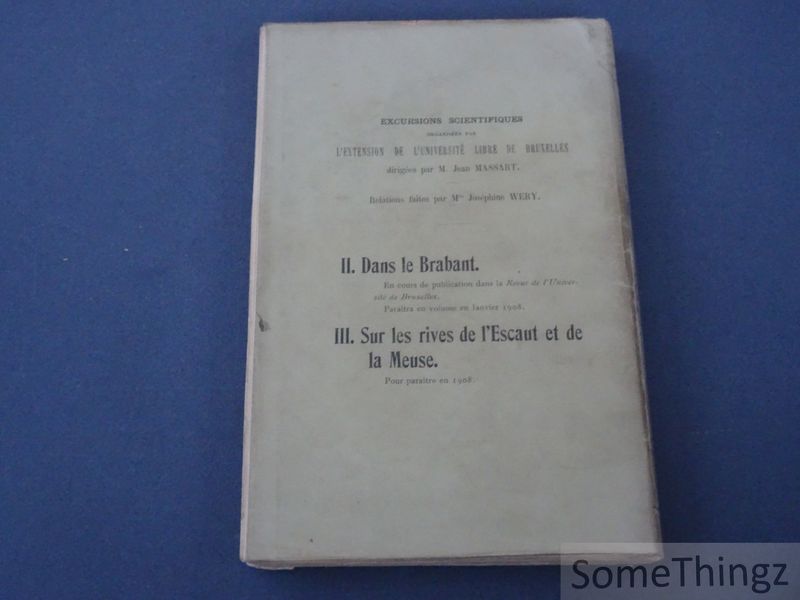 EXCURSIONS SCIENTIFIQUES
ORGANISÉES PAR
L'EXTENSION DE L'UNIVERSITÉ LIBRE DE BRUXELLES
dirigées par M. Jean MASSART.
Relations faites par Mlle Joséphine WERY.
II. Dans le Brabant.
En cours de publication dans la Revue de l'Univer-
sité de Bruxelles.
Paraîtra en volume en janvier 1908.
III. Sur les rives de l'Escaut et de
la Meuse.
Pour paraître en 1908.
SomeThingz